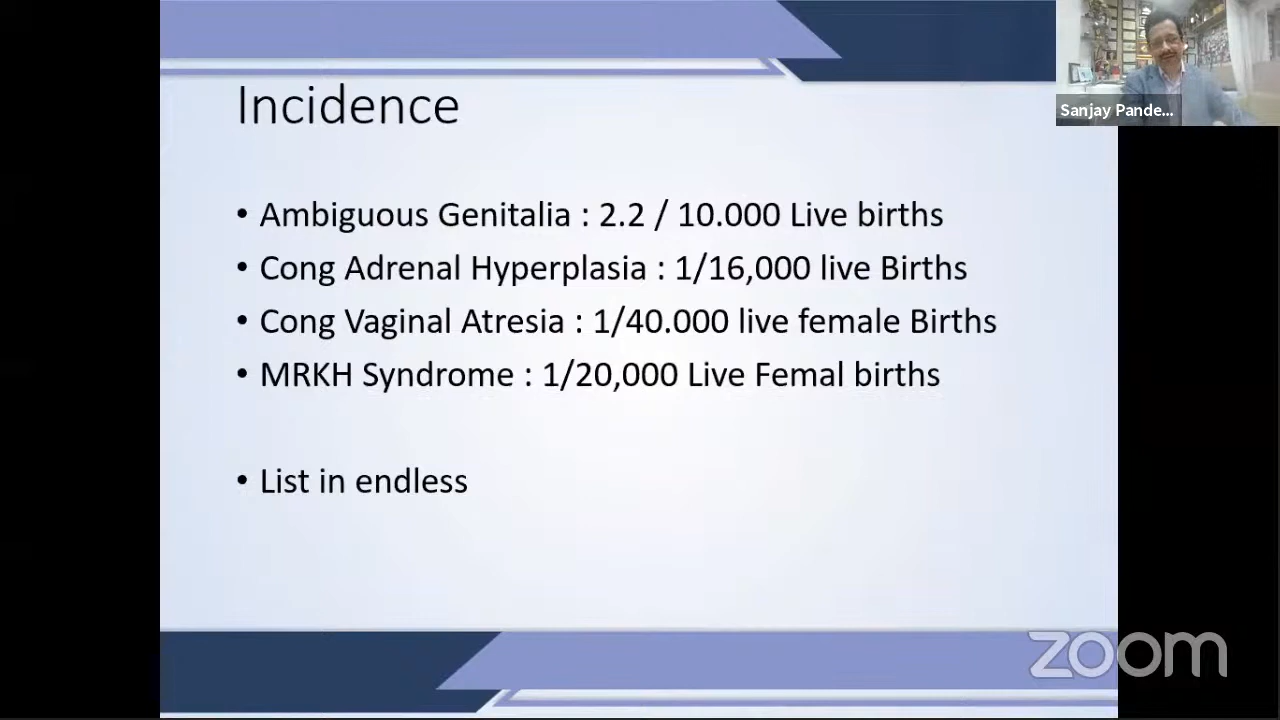 Incidence
• Ambiguous Genitalia : 2.2 / 10.000 Live births
• Cong Adrenal Hyperplasia : 1/16,000 live Births
• Cong Vaginal Atresia : 1/40.000 live female Births
• MRKH Syndrome : 1/20,000 Live Femal births
• List in endless
Sanjay Pande...
zoom